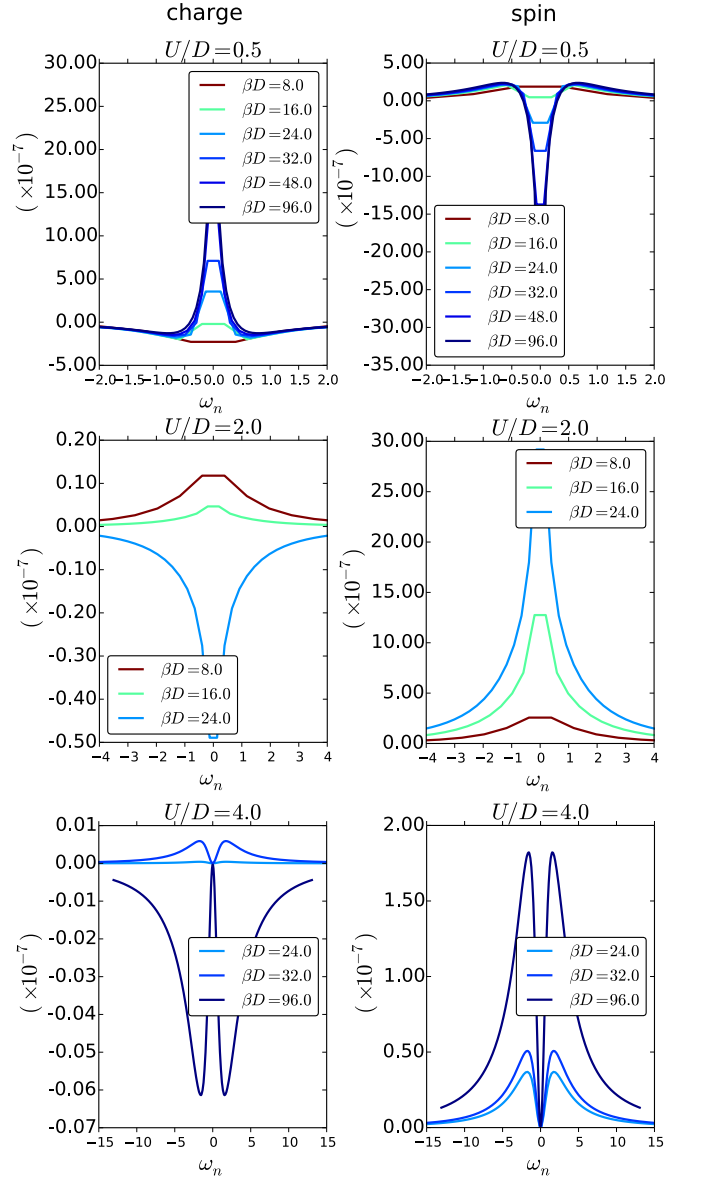 charge spin
U/D=0.5 U/D=0.5
30.00
25.00
20.00
15.00
10.00
5.00
0.00
-5.00
( ×10⁻⁷)
βD=8.0
βD=16.0
βD=24.0
βD=32.0
βD=48.0
βD=96.0
-2.0 -1.5 -1.0 -0.5 0.0 0.5 1.0 1.5 2.0
ωₙ
5.00
0.00
-5.00
-10.00
-15.00
-20.00
-25.00
-30.00
-35.00
( ×10⁻⁷)
βD=8.0
βD=16.0
βD=24.0
βD=32.0
βD=48.0
βD=96.0
-2.0 -1.5 -1.0 -0.5 0.0 0.5 1.0 1.5 2.0
ωₙ
U/D=2.0 U/D=2.0
0.20
0.10
0.00
-0.10
-0.20
-0.30
-0.40
-0.50
( ×10⁻⁷)
βD=8.0
βD=16.0
βD=24.0
-4 -3 -2 -1 0 1 2 3 4
ωₙ
30.00
25.00
20.00
15.00
10.00
5.00
0.00
( ×10⁻⁷)
βD=8.0
βD=16.0
βD=24.0
-4 -3 -2 -1 0 1 2 3 4
ωₙ
U/D=4.0 U/D=4.0
0.01
0.00
-0.01
-0.02
-0.03
-0.04
-0.05
-0.06
-0.07
( ×10⁻⁷)
βD=24.0
βD=32.0
βD=96.0
-15 -10 -5 0 5 10 15
ωₙ
2.00
1.50
1.00
0.50
0.00
( ×10⁻⁷)
βD=24.0
βD=32.0
βD=96.0
-15 -10 -5 0 5 10 15
ωₙ